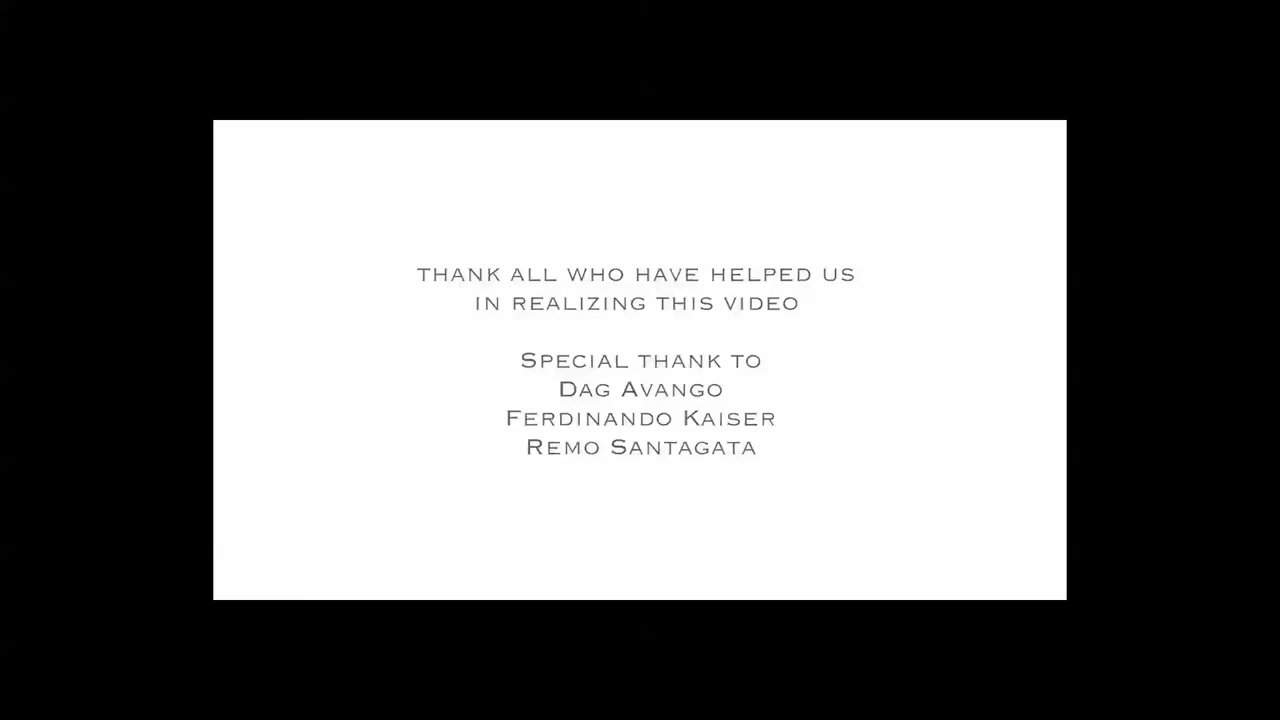 THANK ALL WHO HAVE HELPED US
IN REALIZING THIS VIDEO
SPECIAL THANK TO
DAG AVANGO
FERDINANDO KAISER
REMO SANTAGATA